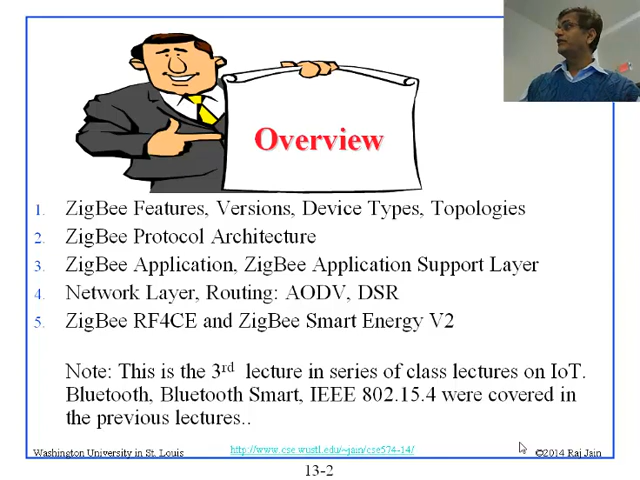 Overview
1. ZigBee Features, Versions, Device Types, Topologies
2. ZigBee Protocol Architecture
3. ZigBee Application, ZigBee Application Support Layer
4. Network Layer, Routing: AODV, DSR
5. ZigBee RF4CE and ZigBee Smart Energy V2
Note: This is the 3rd lecture in series of class lectures on IoT.
Bluetooth, Bluetooth Smart, IEEE 802.15.4 were covered in
the previous lectures..
Washington University in St. Louis http://www.cse.wustl.edu/~jain/cse574-14/ ©2014 Raj Jain
13-2